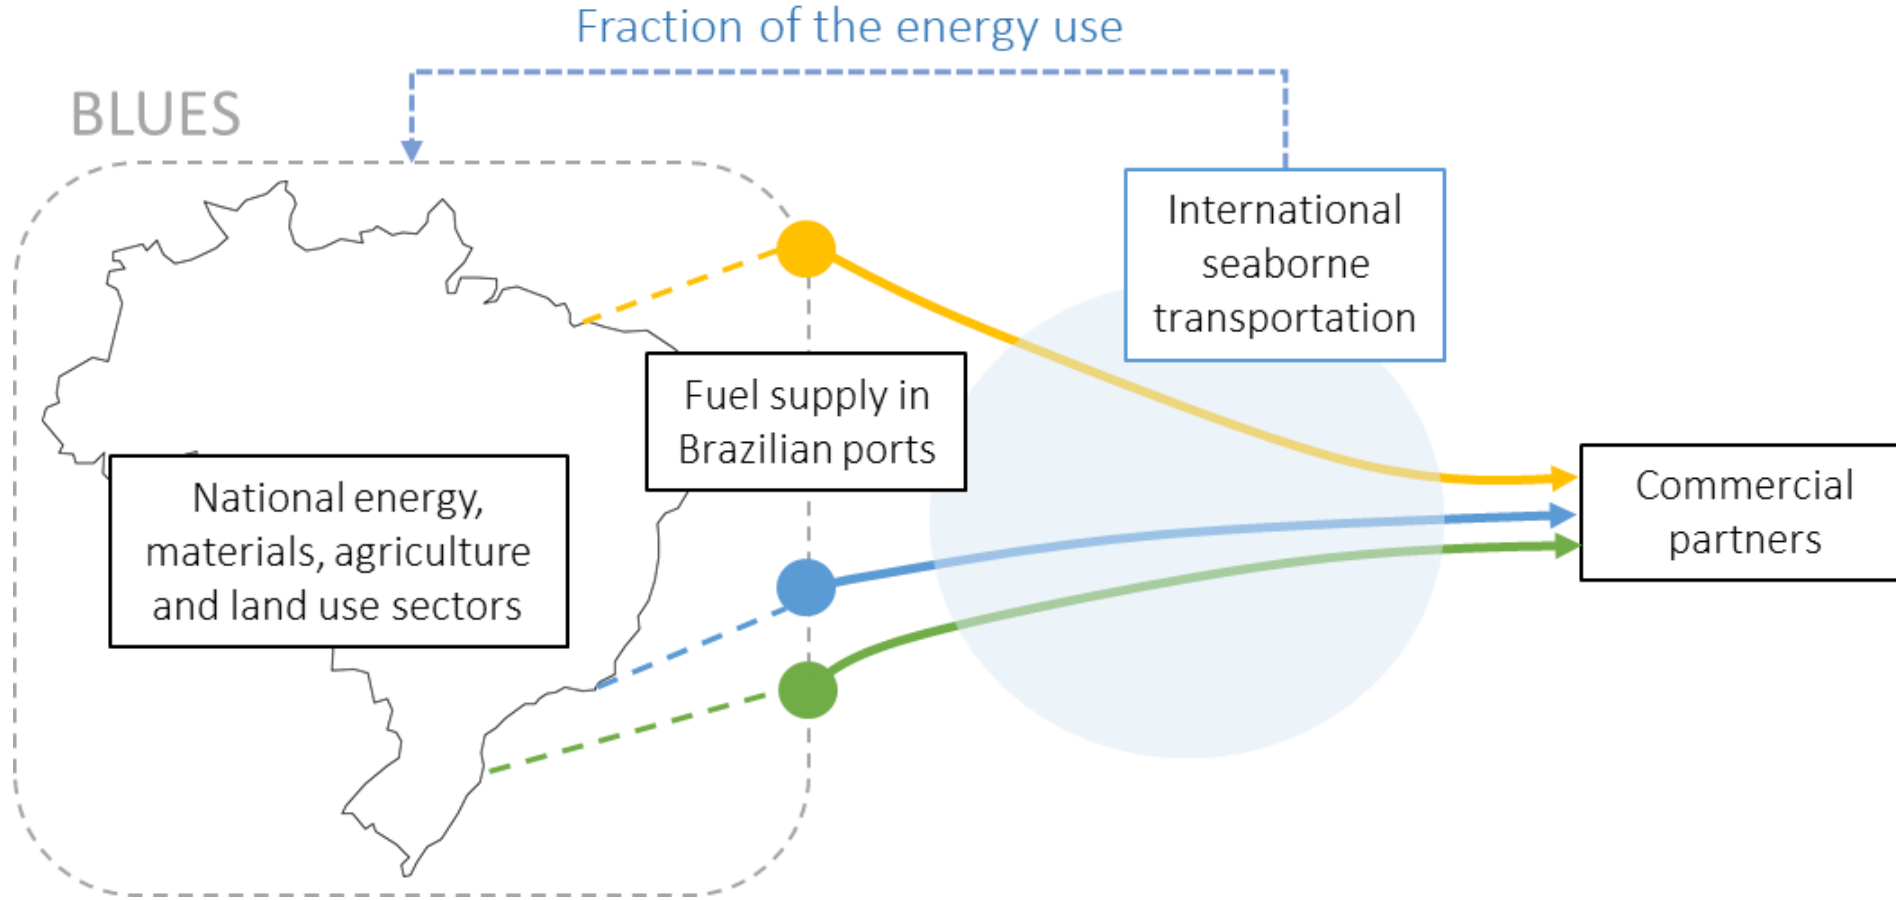 Fraction of the energy use
BLUES
International
seaborne
transportation
Fuel supply in
Brazilian ports
National energy,
materials, agriculture
and land use sectors
Commercial
partners